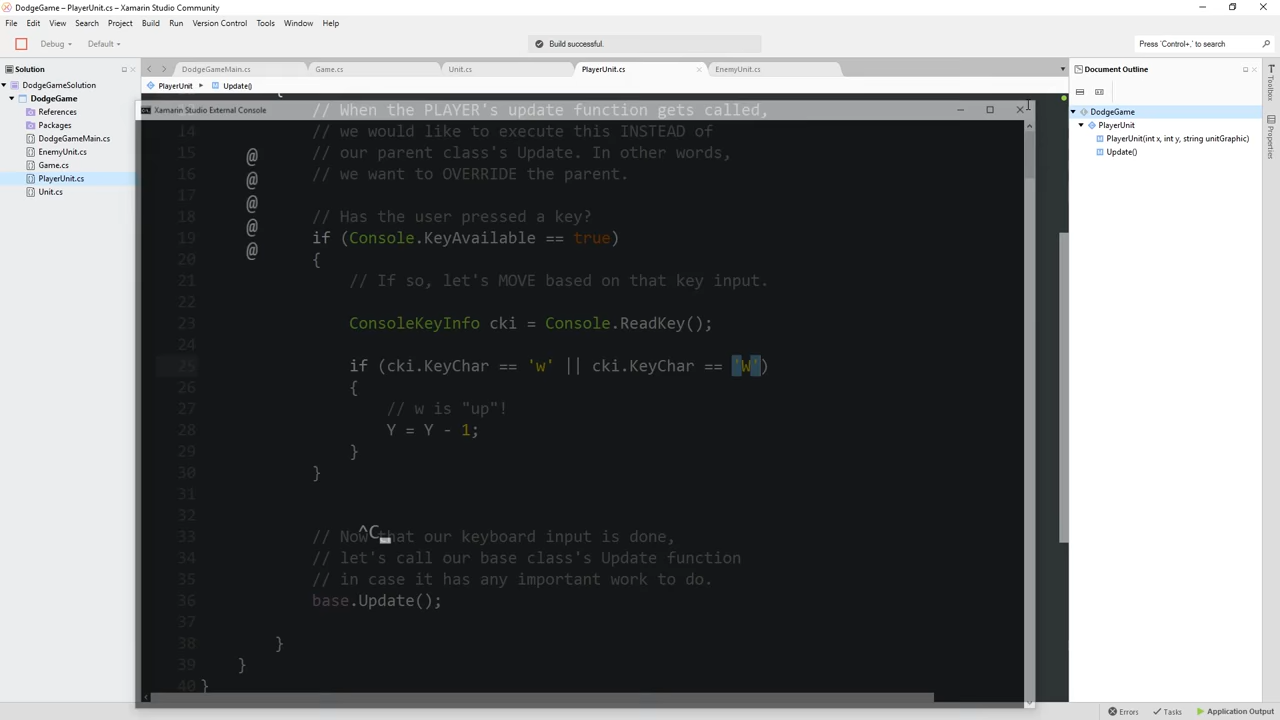 DodgeGame – PlayerUnit.cs - Xamarin Studio Community
File Edit View Search Project Build Run Version Control Tools Window Help
Debug Default Build successful. Press 'Control+,' to search
Solution DodgeGameMain.cs Game.cs Unit.cs PlayerUnit.cs EnemyUnit.cs Document Outline
DodgeGameSolution
DodgeGame
References
Packages
DodgeGameMain.cs
EnemyUnit.cs
Game.cs
PlayerUnit.cs
Unit.cs
PlayerUnit Update()
Xamarin Studio External Console
// When the PLAYER's update function gets called,
14 // we would like to execute this INSTEAD of
15 // our parent class's Update. In other words,
16 // we want to OVERRIDE the parent.
17
18 // Has the user pressed a key?
19 if (Console.KeyAvailable == true)
20 {
21 // If so, let's MOVE based on that key input.
22
23 ConsoleKeyInfo cki = Console.ReadKey();
24
25 if (cki.KeyChar == 'w' || cki.KeyChar == 'W')
26 {
27 // w is "up"!
28 Y = Y - 1;
29 }
30 }
31
32
33 // Now that our keyboard input is done,
34 // let's call our base class's Update function
35 // in case it has any important work to do.
36 base.Update();
37
38 }
39 }
40 }
@
@
@
@
@
^C
DodgeGame
PlayerUnit
PlayerUnit(int x, int y, string unitGraphic)
Update()
Toolbox
Properties
Errors Tasks Application Output